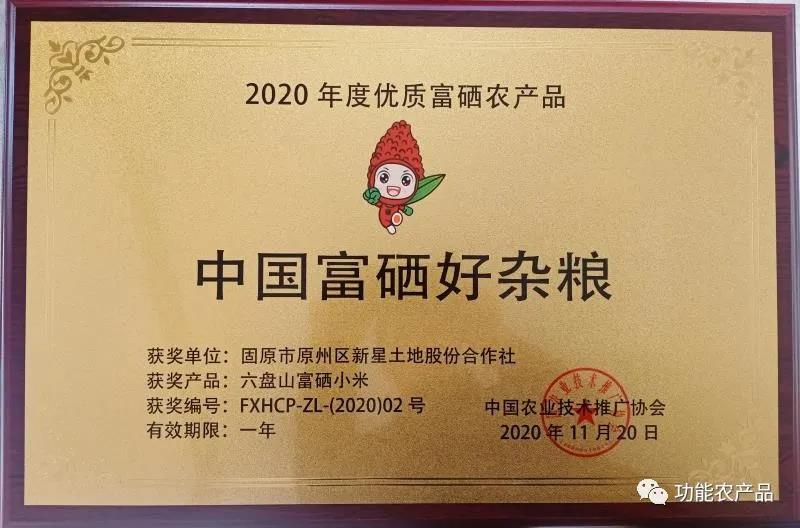 2020 年度优质富硒农产品
中国富硒好杂粮
获奖单位：固原市原州区新星土地股份合作社
获奖产品：六盘山富硒小米
获奖编号：FXHCP-ZL-(2020)02 号
有效期限：一年
中国农业技术推广协会
2020 年 11 月 20 日
功能农产品